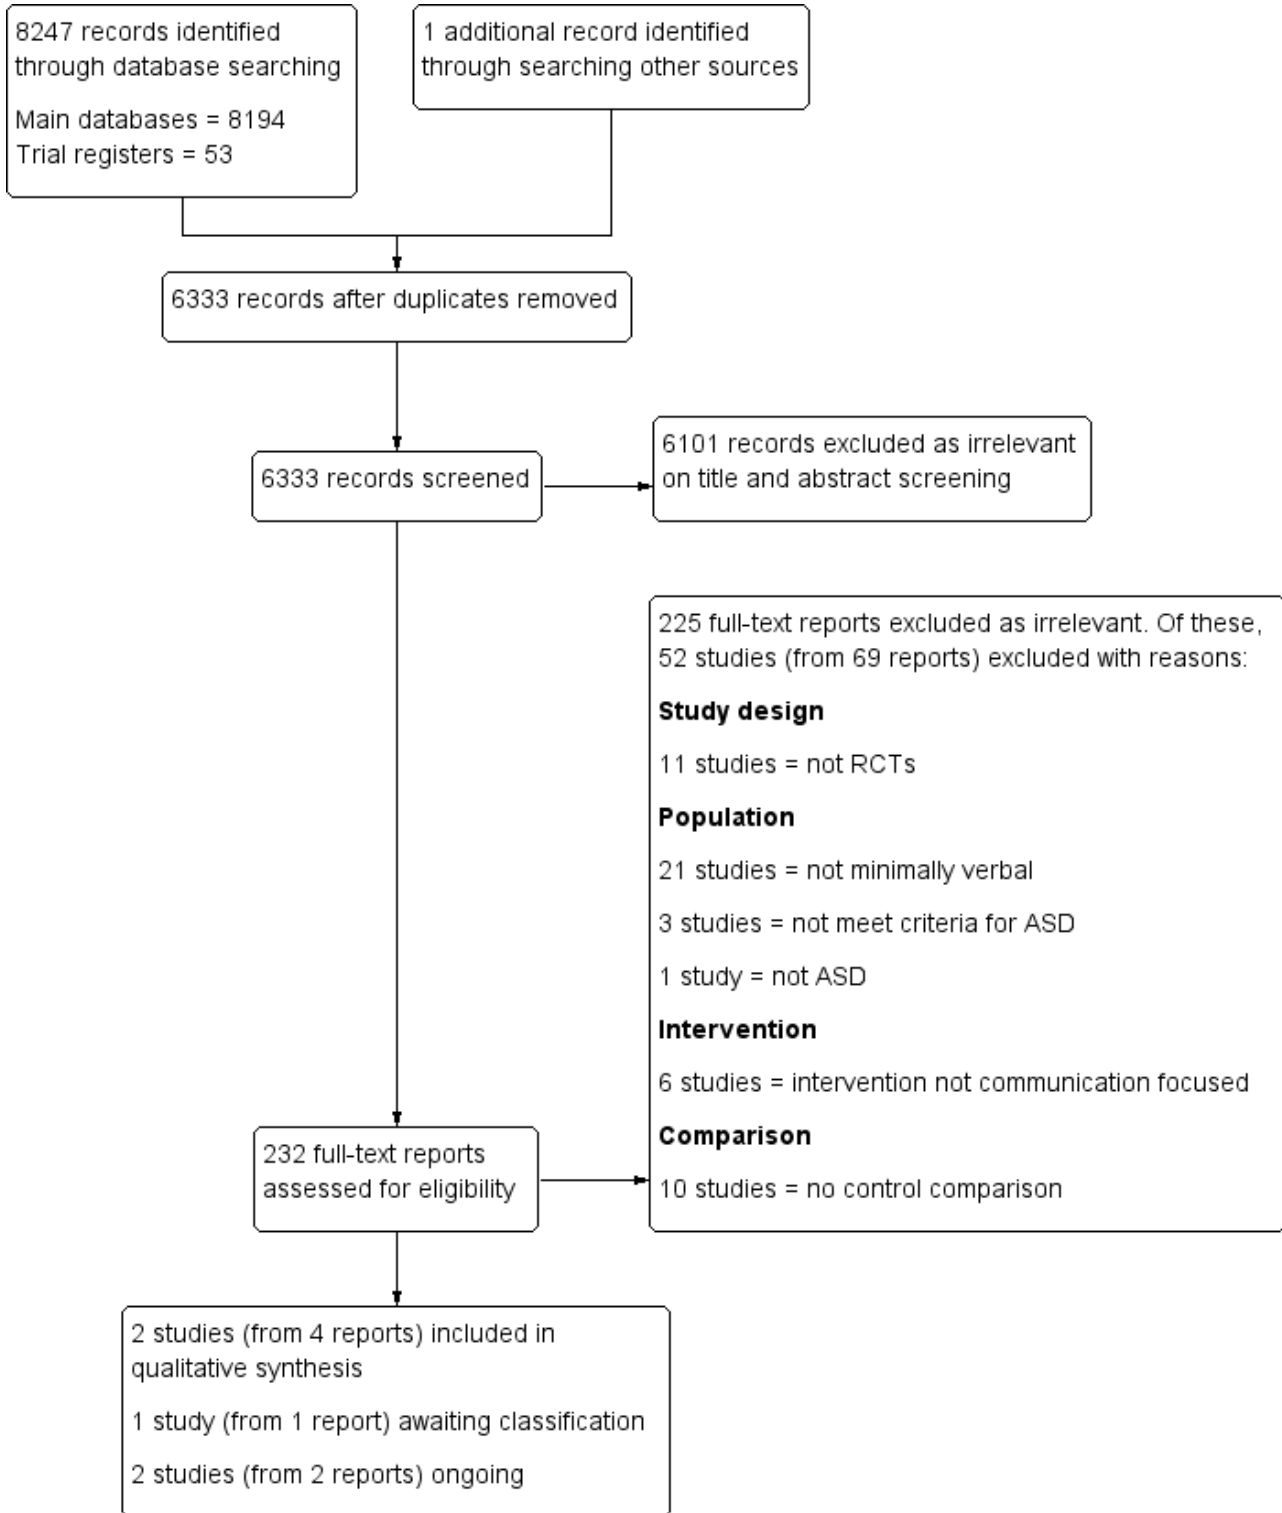 8247 records identified
through database searching
Main databases = 8194
Trial registers = 53
1 additional record identified
through searching other sources
6333 records after duplicates removed
6333 records screened
6101 records excluded as irrelevant
on title and abstract screening
225 full-text reports excluded as irrelevant. Of these,
52 studies (from 69 reports) excluded with reasons:
Study design
11 studies = not RCTs
Population
21 studies = not minimally verbal
3 studies = not meet criteria for ASD
1 study = not ASD
Intervention
6 studies = intervention not communication focused
Comparison
10 studies = no control comparison
232 full-text reports
assessed for eligibility
2 studies (from 4 reports) included in
qualitative synthesis
1 study (from 1 report) awaiting classification
2 studies (from 2 reports) ongoing